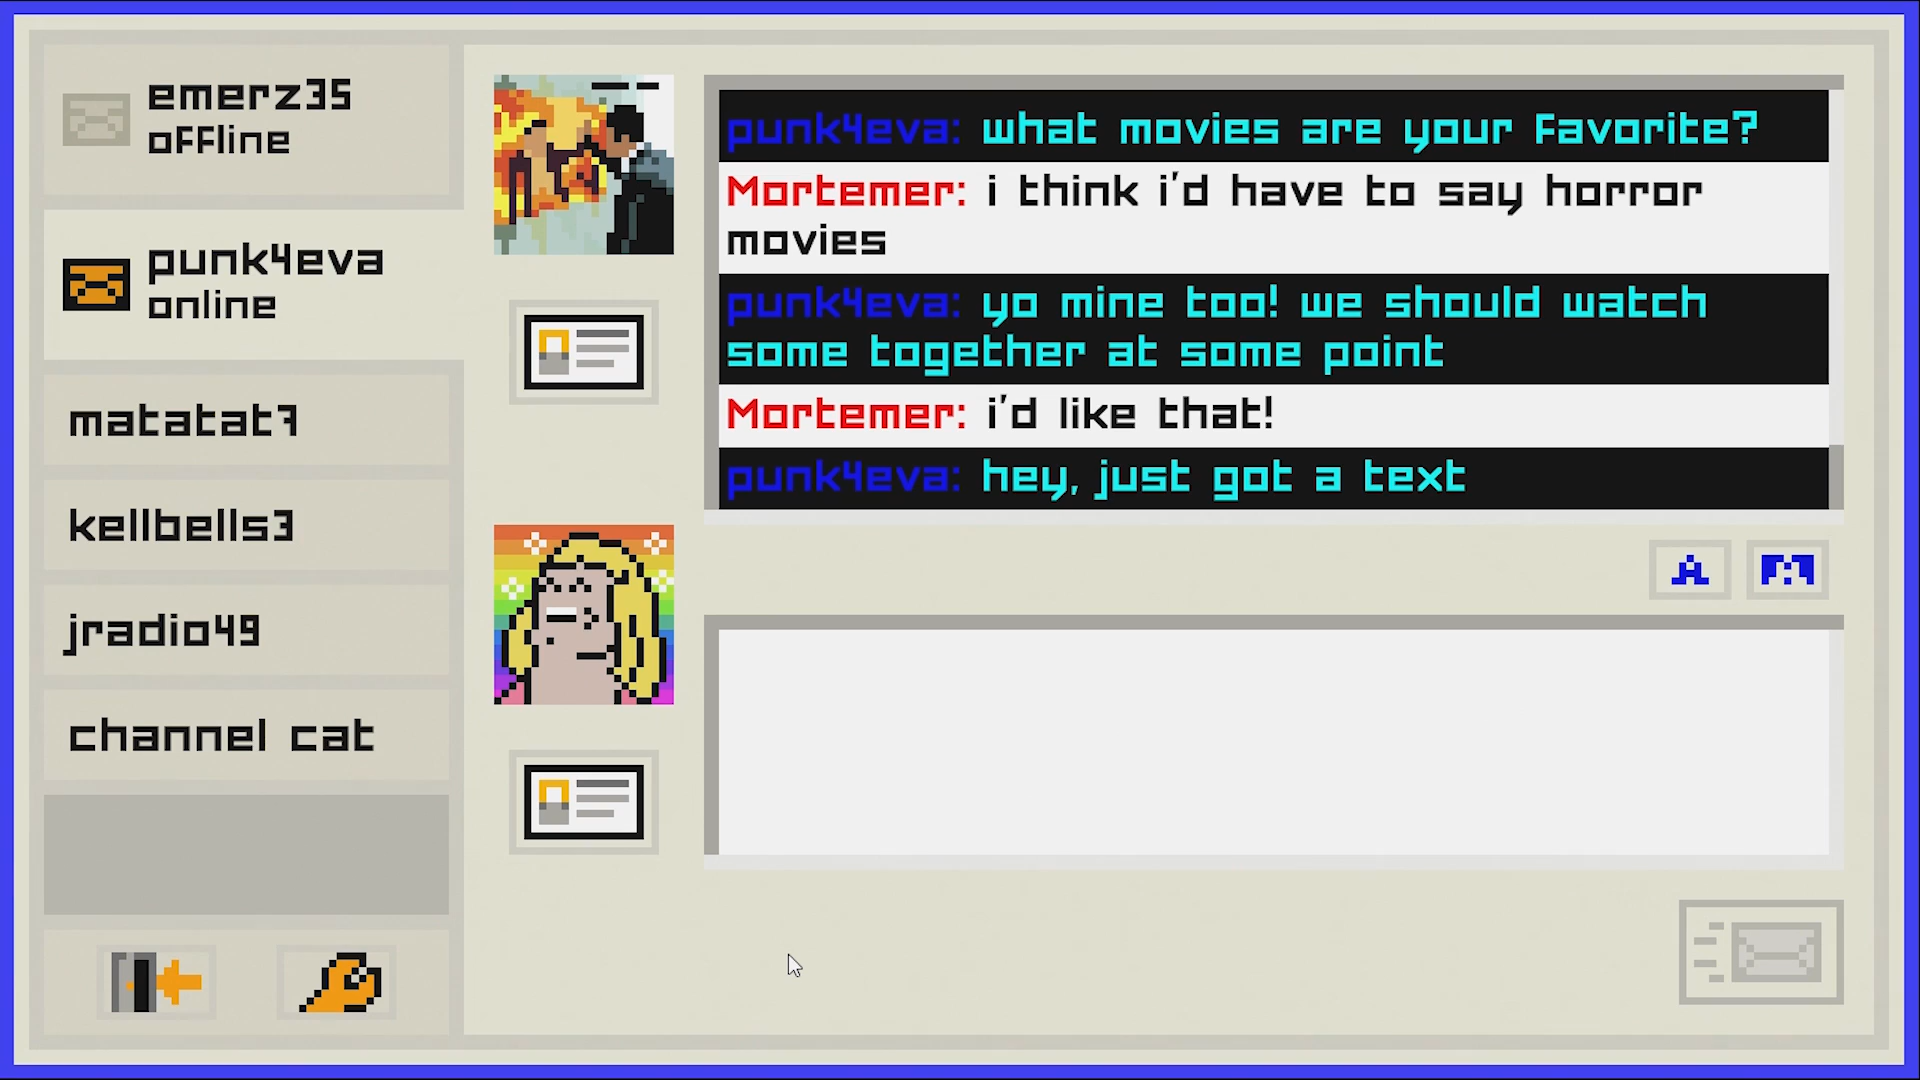 emerz35
offline
punk4eva
online
matatat7
kellbells3
jradio49
channel cat
punk4eva: what movies are your favorite?
Mortemer: i think i'd have to say horror
movies
punk4eva: yo mine too! we should watch
some together at some point
Mortemer: i'd like that!
punk4eva: hey, just got a text
A